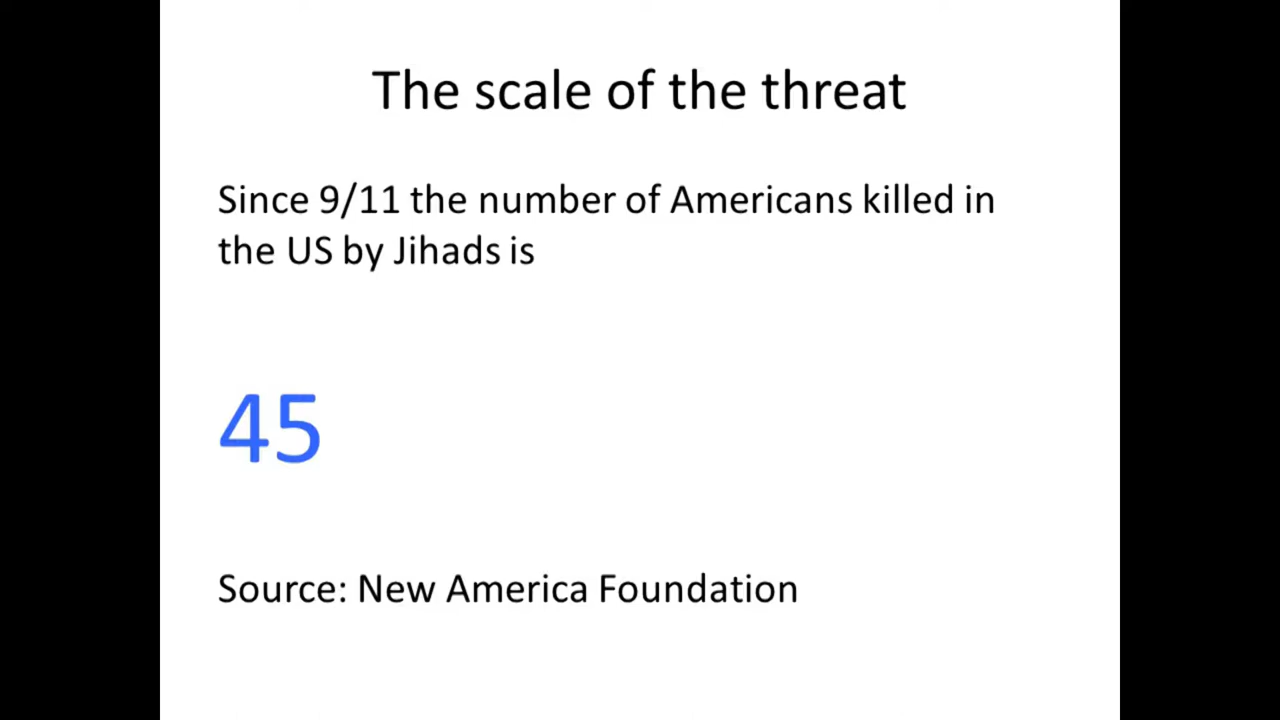 The scale of the threat
Since 9/11 the number of Americans killed in
the US by Jihads is
45
Source: New America Foundation